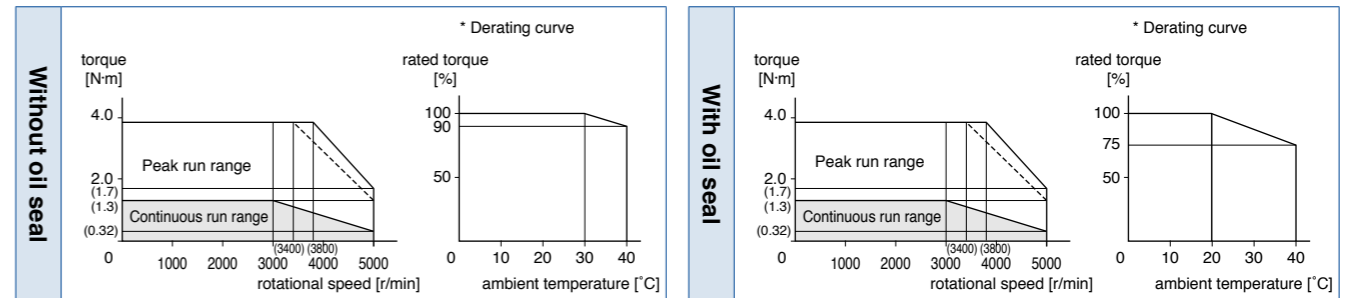 Without oil seal
* Derating curve
torque
[N·m]
4.0
2.0
(1.7)
(1.3)
(0.32)
Peak run range
Continuous run range
(3400) (3800)
0 1000 2000 3000 4000 5000
rotational speed [r/min]
rated torque
[%]
100
90
50
0 10 20 30 40
ambient temperature [˚C]
With oil seal
* Derating curve
torque
[N·m]
4.0
2.0
(1.7)
(1.3)
(0.32)
Peak run range
Continuous run range
(3400) (3800)
0 1000 2000 3000 4000 5000
rotational speed [r/min]
rated torque
[%]
100
75
50
0 10 20 30 40
ambient temperature [˚C]